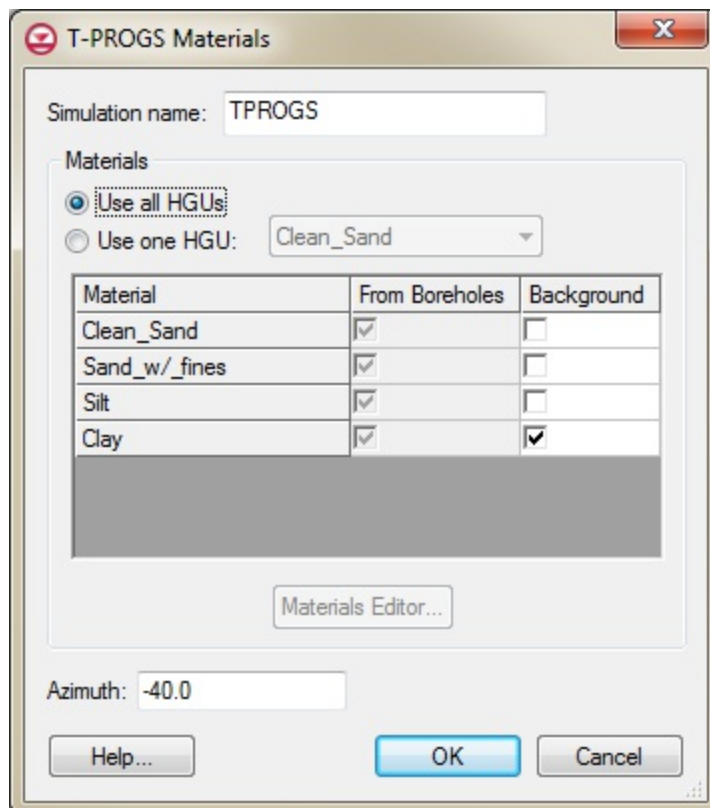 T-PROGS Materials
Simulation name: TPROGS
Materials
Use all HGUs
Use one HGU: Clean_Sand
Material From Boreholes Background
Clean_Sand
Sand_w/_fines
Silt
Clay
Materials Editor...
Azimuth: -40.0
Help... OK Cancel